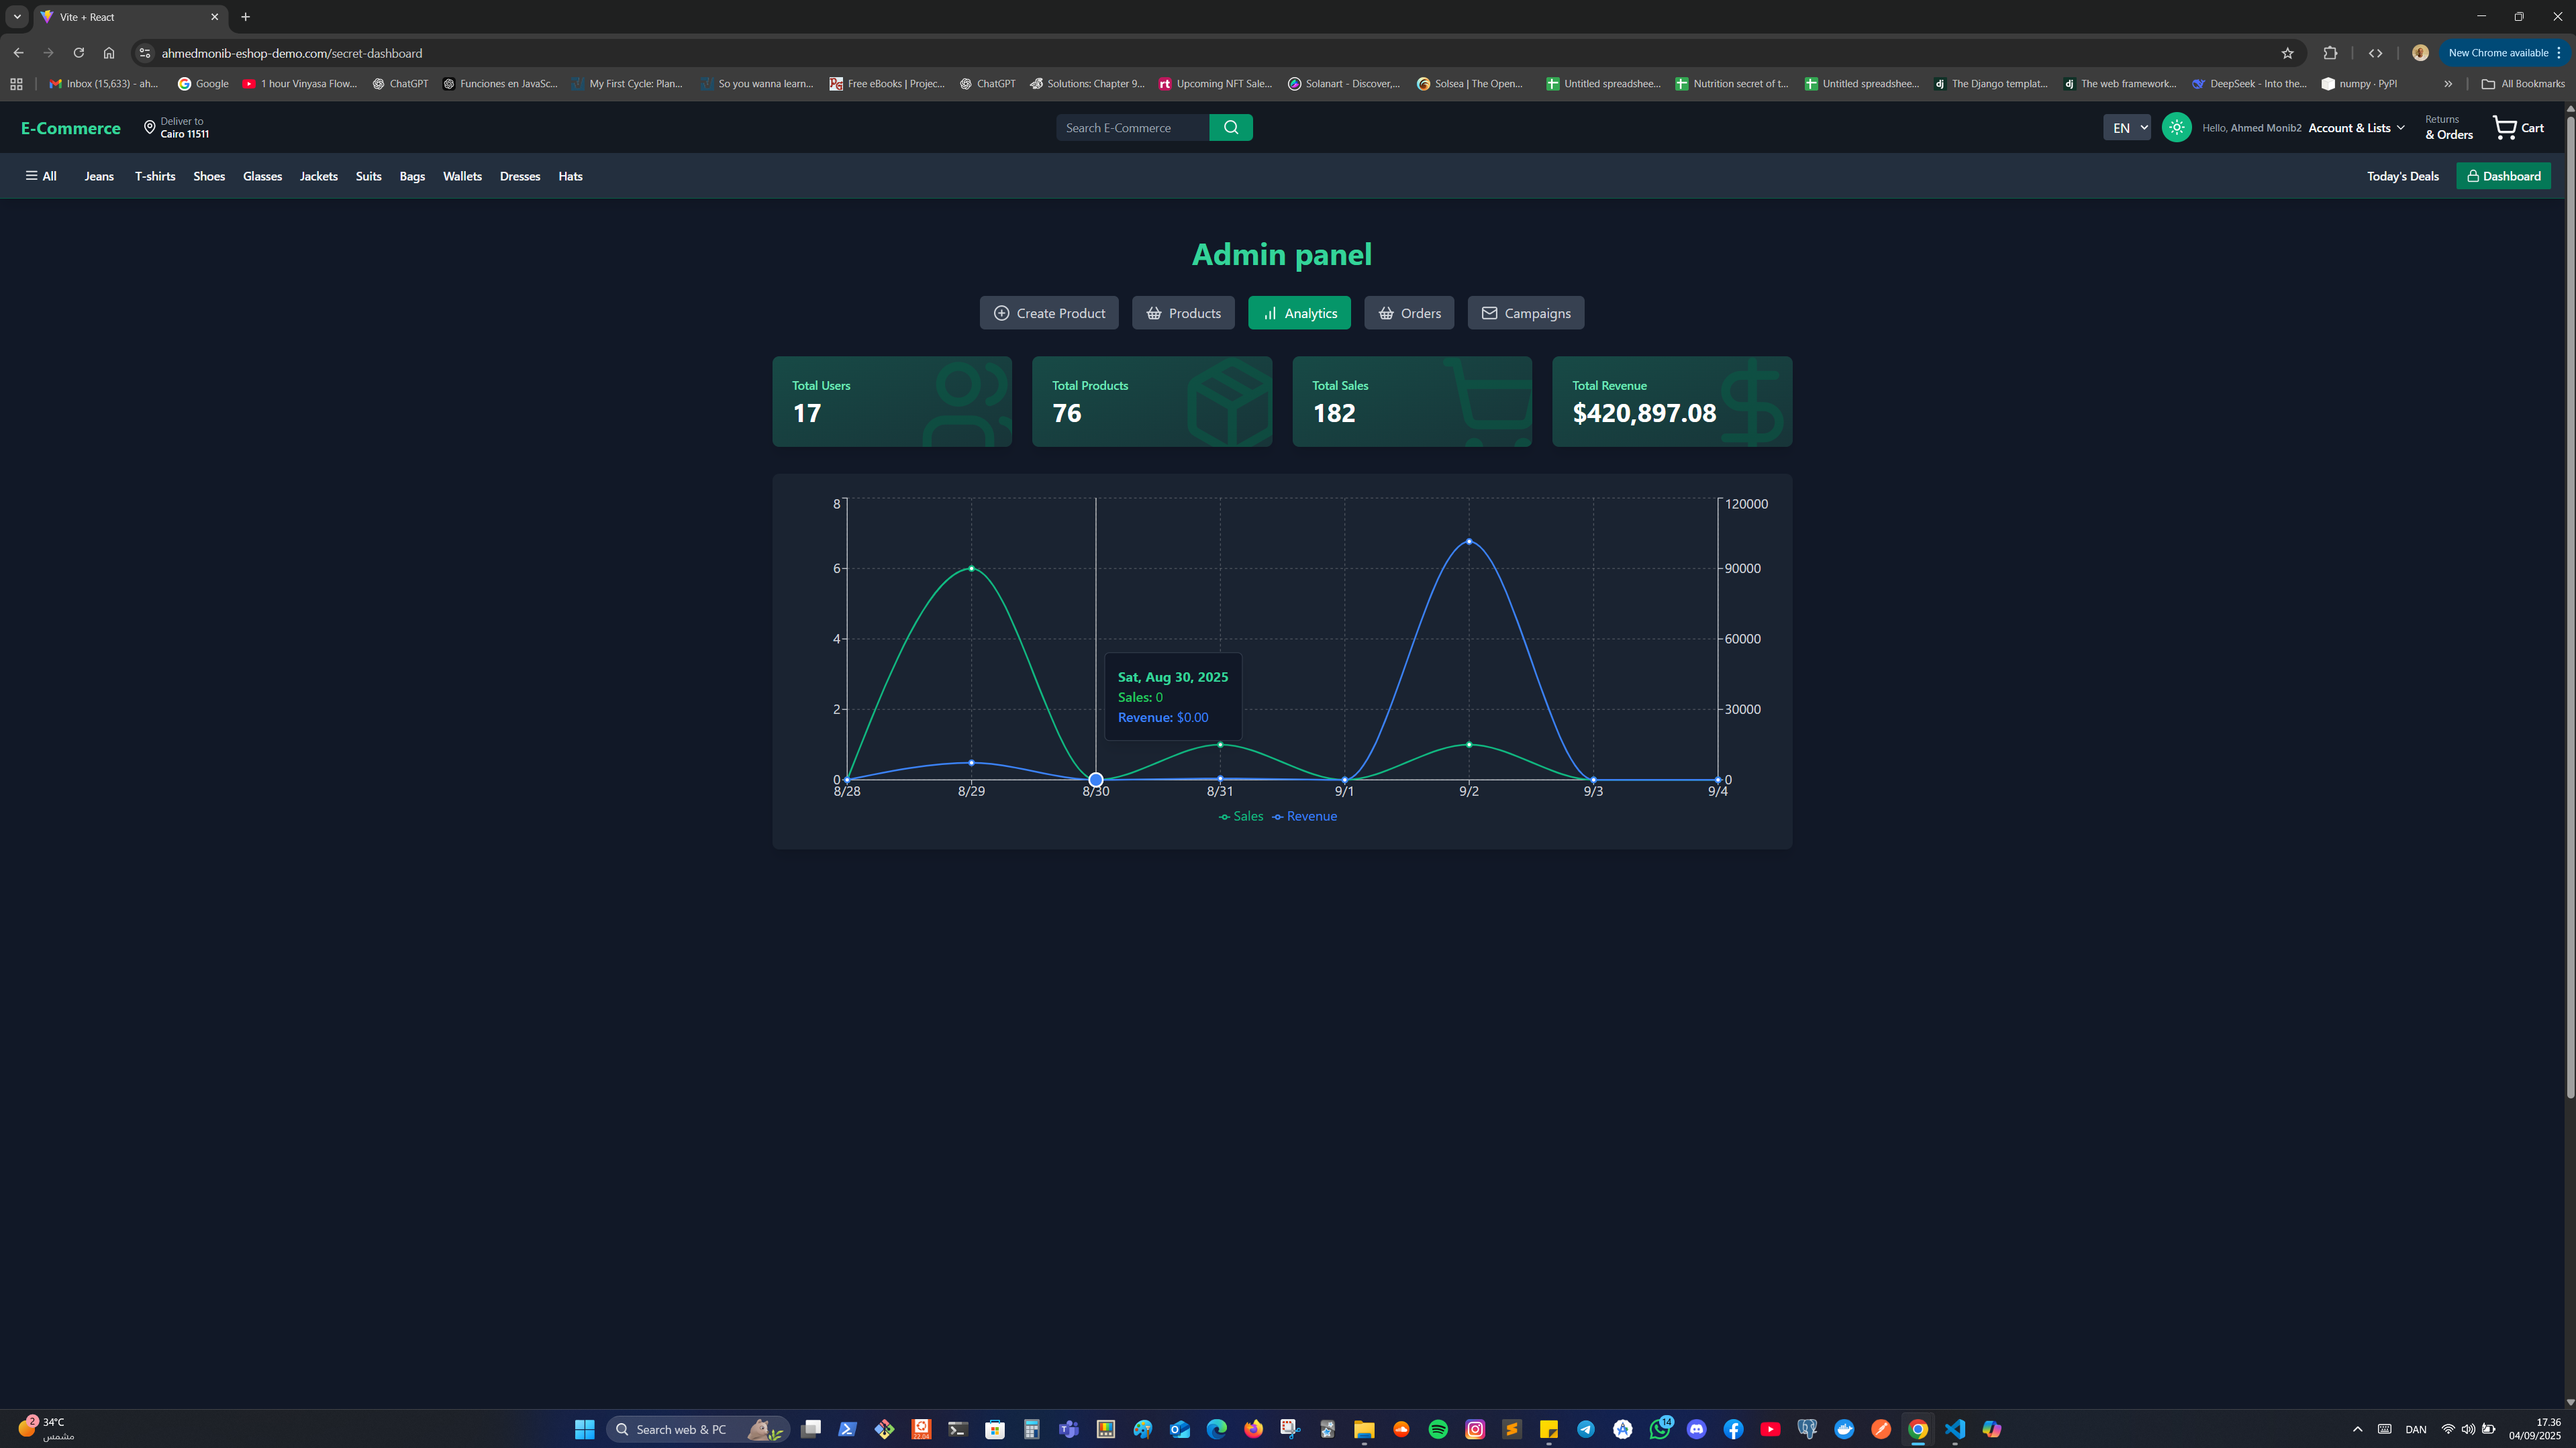 Vite + React
ahmedmonib-eshop-demo.com/secret-dashboard
New Chrome available
Inbox (15,633) - ah...
Google
1 hour Vinyasa Flow...
ChatGPT
Funciones en JavaSc...
My First Cycle: Plan...
So you wanna learn...
Free eBooks | Projec...
ChatGPT
Solutions: Chapter 9...
Upcoming NFT Sale...
Solanart - Discover,...
Solsea | The Open...
Untitled spreadshee...
Nutrition secret of t...
Untitled spreadshee...
The Django templat...
The web framework...
DeepSeek - Into the...
numpy · PyPI
All Bookmarks
E-Commerce
Deliver to
Cairo 11511
Search E-Commerce
EN
Hello, Ahmed Monib2
Account & Lists
Returns
& Orders
Cart
All
Jeans
T-shirts
Shoes
Glasses
Jackets
Suits
Bags
Wallets
Dresses
Hats
Today's Deals
Dashboard
Admin panel
Create Product
Products
Analytics
Orders
Campaigns
Total Users
17
Total Products
76
Total Sales
182
Total Revenue
$420,897.08
8
6
4
2
0
120000
90000
60000
30000
0
Sat, Aug 30, 2025
Sales: 0
Revenue: $0.00
8/28
8/29
8/30
8/31
9/1
9/2
9/3
9/4
Sales
Revenue
2
34°C
مشمس
Search web & PC
22.04
14
DAN
17.36
04/09/2025